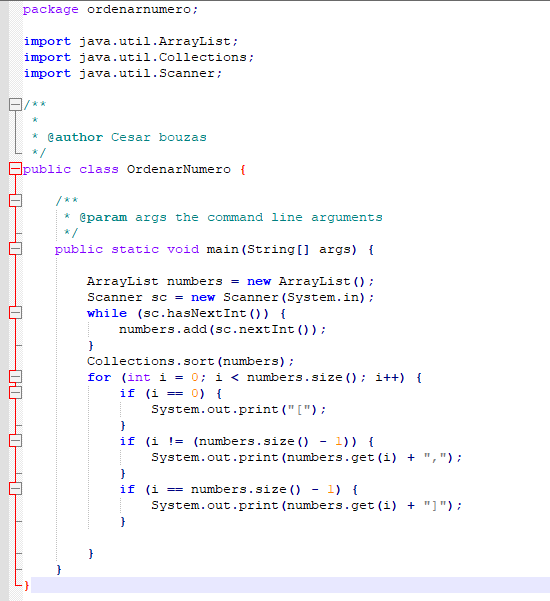 package ordenarnumero;
import java.util.ArrayList;
import java.util.Collections;
import java.util.Scanner;
/**
 *
 * @author Cesar bouzas
 */
public class OrdenarNumero {
    /**
     * @param args the command line arguments
     */
    public static void main(String[] args) {
        ArrayList numbers = new ArrayList();
        Scanner sc = new Scanner(System.in);
        while (sc.hasNextInt()) {
            numbers.add(sc.nextInt());
        }
        Collections.sort(numbers);
        for (int i = 0; i < numbers.size(); i++) {
            if (i == 0) {
                System.out.print("[");
            }
            if (i != (numbers.size() - 1)) {
                System.out.print(numbers.get(i) + ",");
            }
            if (i == numbers.size() - 1) {
                System.out.print(numbers.get(i) + "]");
            }
        }
    }
}